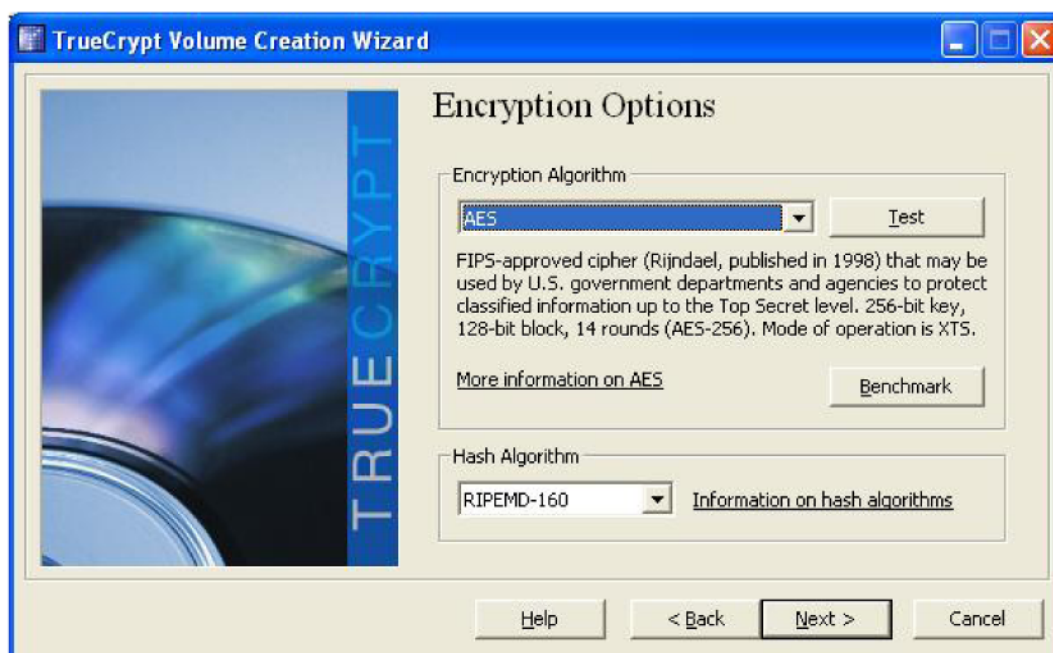 TrueCrypt Volume Creation Wizard
TRUECRYPT
Encryption Options
Encryption Algorithm
AES
Test
FIPS-approved cipher (Rijndael, published in 1998) that may be
used by U.S. government departments and agencies to protect
classified information up to the Top Secret level. 256-bit key,
128-bit block, 14 rounds (AES-256). Mode of operation is XTS.
More information on AES
Benchmark
Hash Algorithm
RIPEMD-160
Information on hash algorithms
Help
< Back
Next >
Cancel